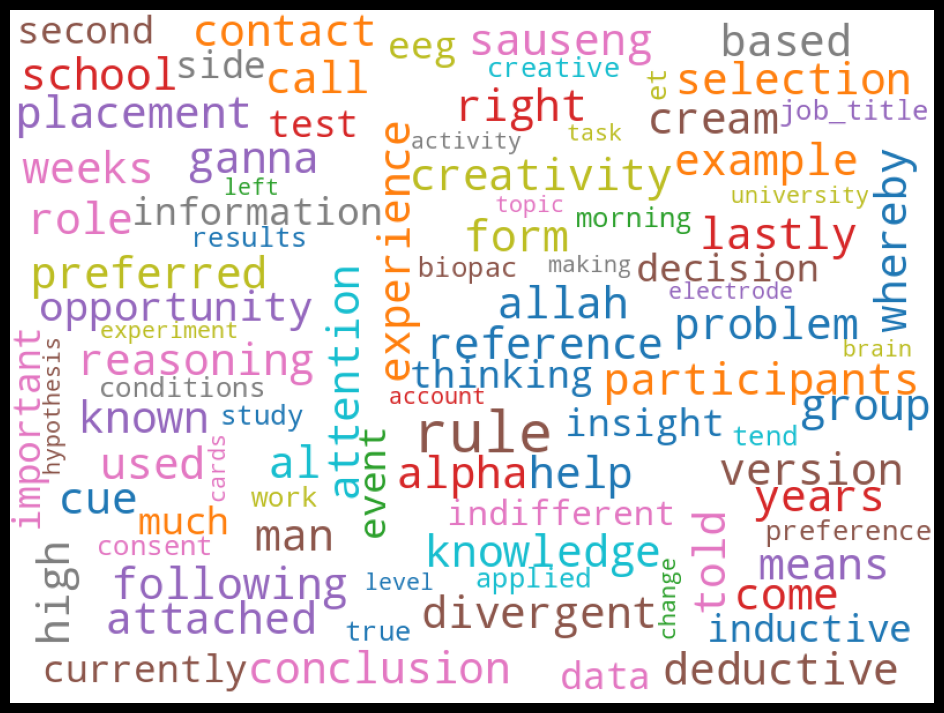 second contact eeg sauseng based
school side call creative et selection
placement test right cream job_title
weeks ganna activity task creativity example
left experience topic university whereby
role information morning
results form lastly
preferred biopac making decision
opportunity attention allah electrode
experiment reference problem
important hypothesis reasoning thinking brain
conditions account participants
known study rule insight group
used cards al event tend
cue work alpha help version
much man indifferent years
consent told preference
high knowledge means
following level applied change come
attached true divergent inductive
currently conclusion data deductive